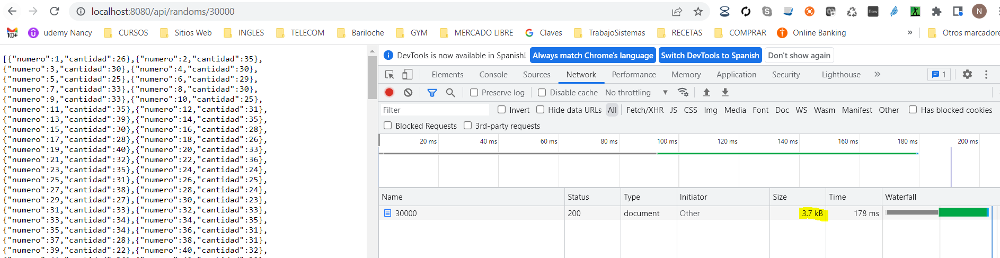 localhost:8080/api/randoms/30000
N
100+ udemy Nancy CURSOS Sitios Web INGLES TELECOM Bariloche GYM MERCADO LIBRE Claves TrabajoSistemas RECETAS COMPRAR Online Banking » Otros marcadore
[{"numero":1,"cantidad":26},{"numero":2,"cantidad":35},
{"numero":3,"cantidad":30},{"numero":4,"cantidad":30},
{"numero":5,"cantidad":25},{"numero":6,"cantidad":29},
{"numero":7,"cantidad":33},{"numero":8,"cantidad":30},
{"numero":9,"cantidad":33},{"numero":10,"cantidad":25},
{"numero":11,"cantidad":35},{"numero":12,"cantidad":31},
{"numero":13,"cantidad":39},{"numero":14,"cantidad":35},
{"numero":15,"cantidad":30},{"numero":16,"cantidad":28},
{"numero":17,"cantidad":28},{"numero":18,"cantidad":26},
{"numero":19,"cantidad":40},{"numero":20,"cantidad":33},
{"numero":21,"cantidad":32},{"numero":22,"cantidad":36},
{"numero":23,"cantidad":35},{"numero":24,"cantidad":24},
{"numero":25,"cantidad":31},{"numero":26,"cantidad":25},
{"numero":27,"cantidad":38},{"numero":28,"cantidad":24},
{"numero":29,"cantidad":27},{"numero":30,"cantidad":23},
{"numero":31,"cantidad":33},{"numero":32,"cantidad":33},
{"numero":33,"cantidad":34},{"numero":34,"cantidad":35},
{"numero":35,"cantidad":34},{"numero":36,"cantidad":31},
{"numero":37,"cantidad":28},{"numero":38,"cantidad":31},
{"numero":39,"cantidad":22},{"numero":40,"cantidad":32},
DevTools is now available in Spanish! Always match Chrome's language Switch DevTools to Spanish Don't show again
Elements Console Sources Network Performance Memory Application Security Lighthouse » 1
Preserve log Disable cache No throttling
Filter Invert Hide data URLs All Fetch/XHR JS CSS Img Media Font Doc WS Wasm Manifest Other Has blocked cookies
Blocked Requests 3rd-party requests
20 ms 40 ms 60 ms 80 ms 100 ms 120 ms 140 ms 160 ms 180 ms 200 ms
Name Status Type Initiator Size Time Waterfall
30000 200 document Other 3.7 kB 178 ms